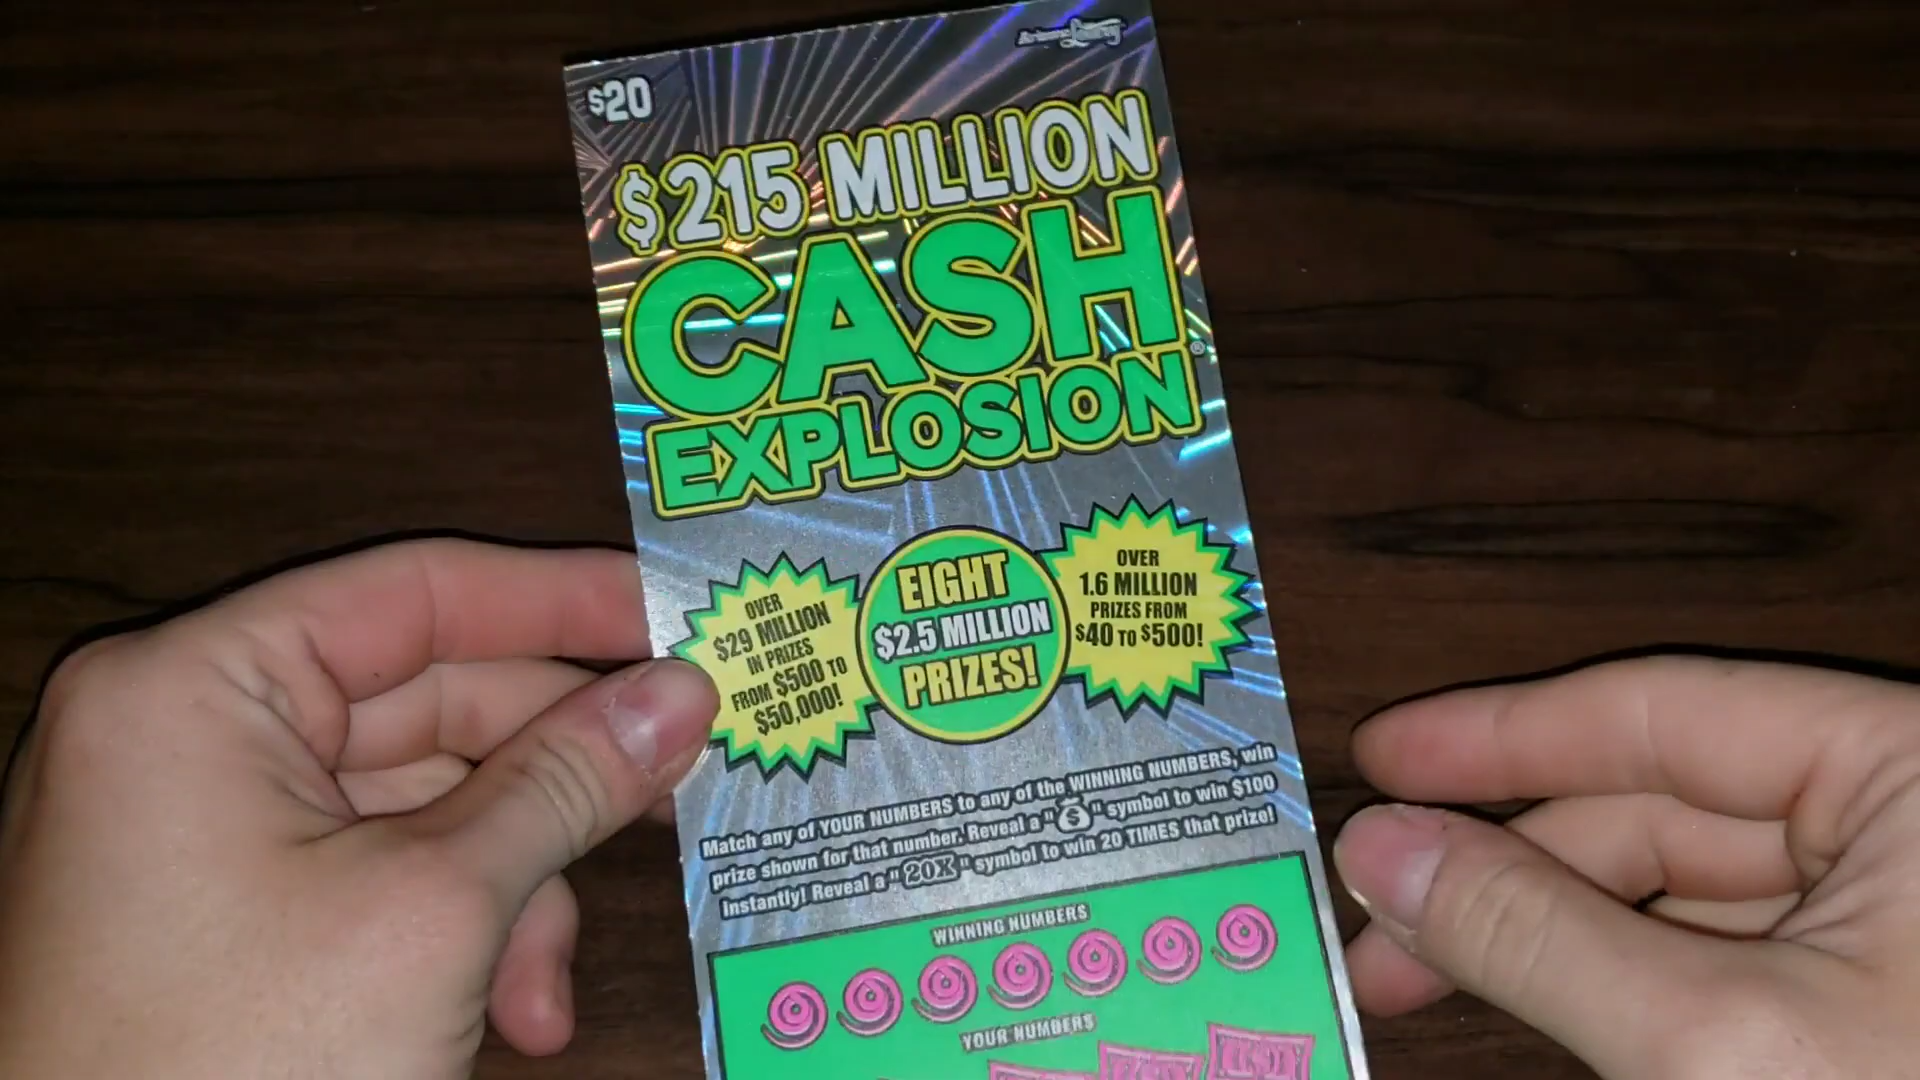 Arizona Lottery
$20
$215 MILLION
CASH
EXPLOSION®
OVER
$29 MILLION
IN PRIZES
FROM $500 TO
$50,000!
EIGHT
$2.5 MILLION
PRIZES!
OVER
1.6 MILLION
PRIZES FROM
$40 TO $500!
Match any of YOUR NUMBERS to any of the WINNING NUMBERS, win
prize shown for that number. Reveal a "$" symbol to win $100
instantly! Reveal a "20X" symbol to win 20 TIMES that prize!
WINNING NUMBERS
YOUR NUMBERS